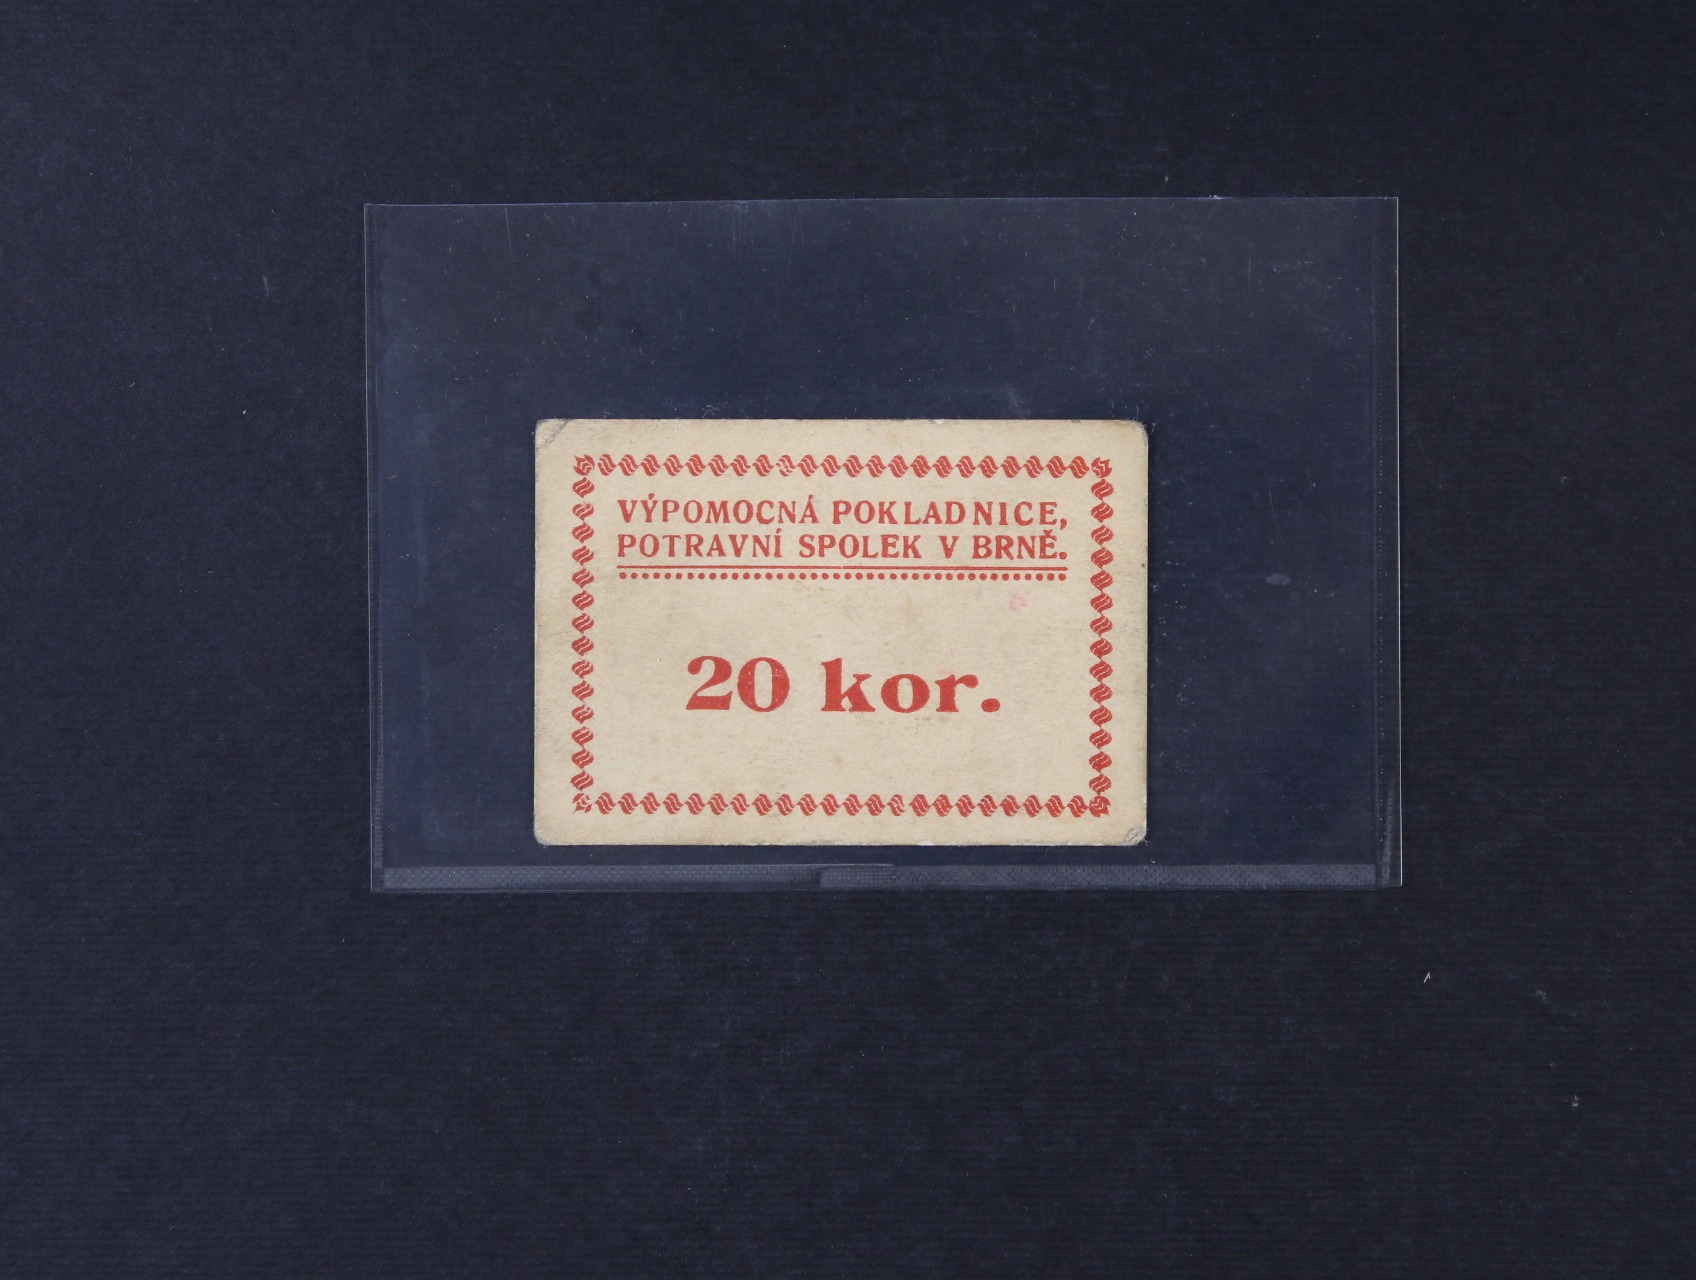 VÝPOMOCNÁ POKLADNICE,
POTRAVNÍ SPOLEK V BRNĚ.
20 kor.